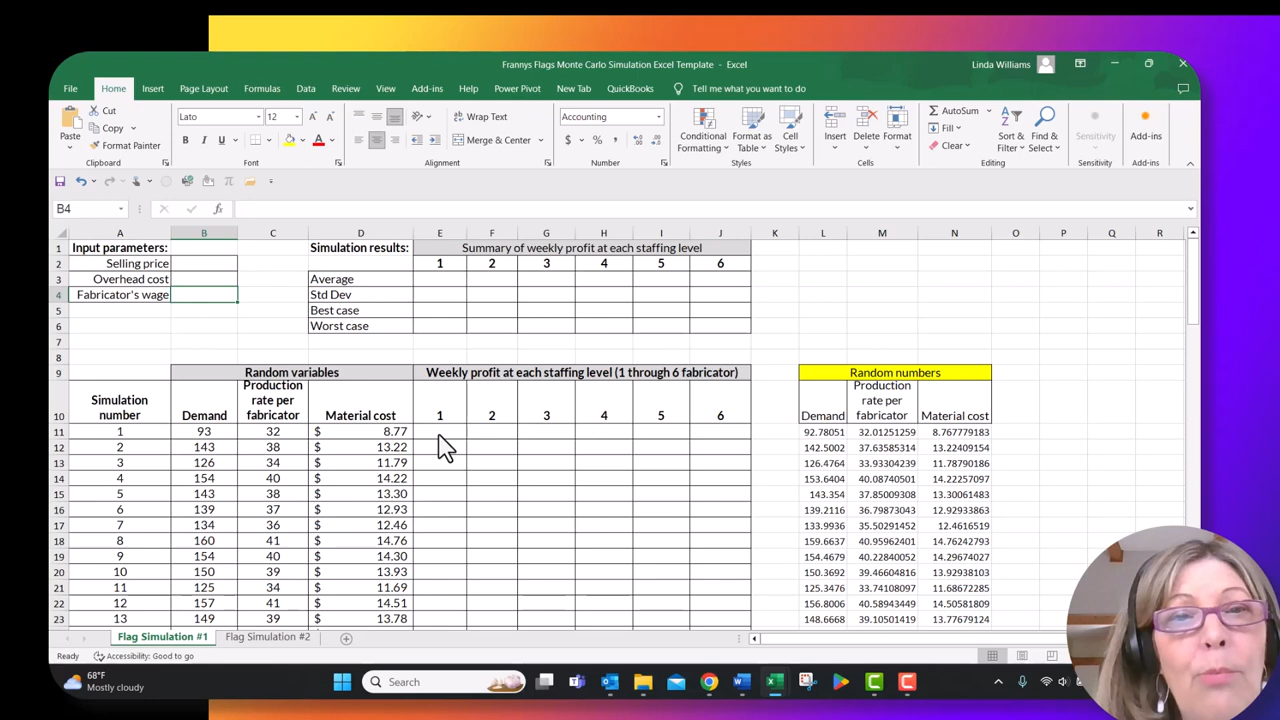 Frannys Flags Monte Carlo Simulation Excel Template - Excel
Linda Williams
File Home Insert Draw Page Layout Formulas Data Review View Add-ins Help Power Pivot New Tab QuickBooks Tell me what you want to do
Paste Cut Copy Format Painter Clipboard
Lato 12 Font
Wrap Text Merge & Center Alignment
Accounting $ % Number
Conditional Formatting Format as Table Cell Styles Styles
Insert Delete Format Cells
AutoSum Fill Clear Sort & Filter Find & Select Editing
Sensitivity Sensitivity
Add-ins Add-ins
B4 fx
A B C D E F G H I J K L M N O P Q R
1 Input parameters: Simulation results: Summary of weekly profit at each staffing level
2 Selling price 1 2 3 4 5 6
3 Overhead cost Average
4 Fabricator's wage Std Dev
5 Best case
6 Worst case
7
8
9 Random variables Weekly profit at each staffing level (1 through 6 fabricator) Random numbers
10 Simulation number Demand Production rate per fabricator Material cost 1 2 3 4 5 6 Demand Production rate per fabricator Material cost
11 1 93 32 $ 8.77 92.78051 32.01251259 8.767779183
12 2 143 38 $ 13.22 142.5002 37.63585314 13.22409154
13 3 126 34 $ 11.79 126.4764 33.93304239 11.78790186
14 4 154 40 $ 14.22 153.6404 40.08740501 14.22257097
15 5 143 38 $ 13.30 143.354 37.85009308 13.30061483
16 6 139 37 $ 12.93 139.2116 36.79873043 12.92933863
17 7 134 36 $ 12.46 133.9936 35.50291452 12.4616519
18 8 160 41 $ 14.76 159.6637 40.95962401 14.76242793
19 9 154 40 $ 14.30 154.4679 40.22840052 14.29674027
20 10 150 39 $ 13.93 150.3692 39.46604816 13.92938103
21 11 125 34 $ 11.69 125.3476 34.06593638 11.68672285
22 12 157 41 $ 14.51 156.8006 40.58943449 14.50581809
23 13 149 39 $ 13.78 148.6668 39.10501419 13.77679124
Flag Simulation #1 Flag Simulation #2
Ready Accessibility: Good to go
68°F
Mostly cloudy
Search